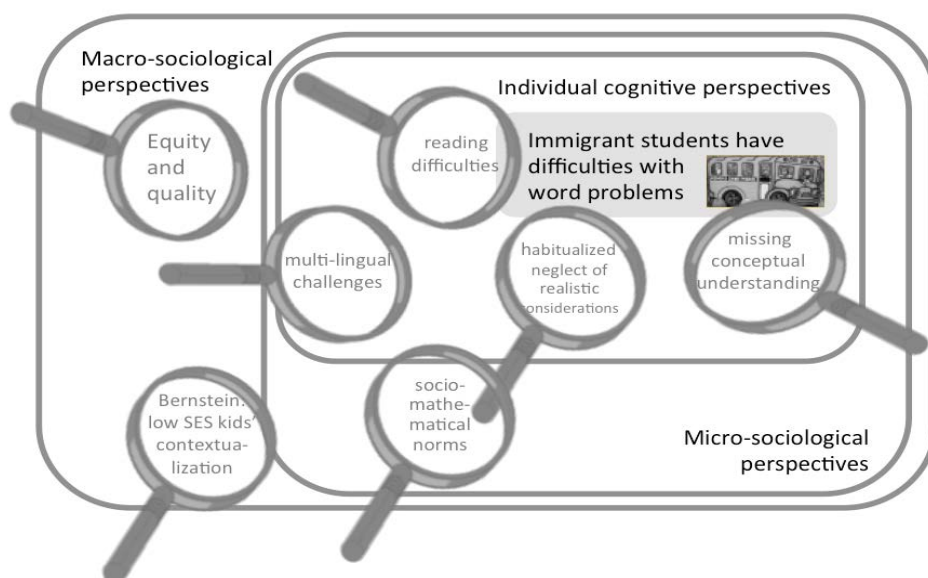 Macro-sociological
perspectives
Individual cognitive perspectives
Equity
and
quality
reading
difficulties
Immigrant students have
difficulties with
word problems
multi-lingual
challenges
habitualized
neglect of
realistic
considerations
missing
conceptual
understanding
Bernstein:
low SES kids’
contextua-
lization
socio-
mathe-
matical
norms
Micro-sociological
perspectives